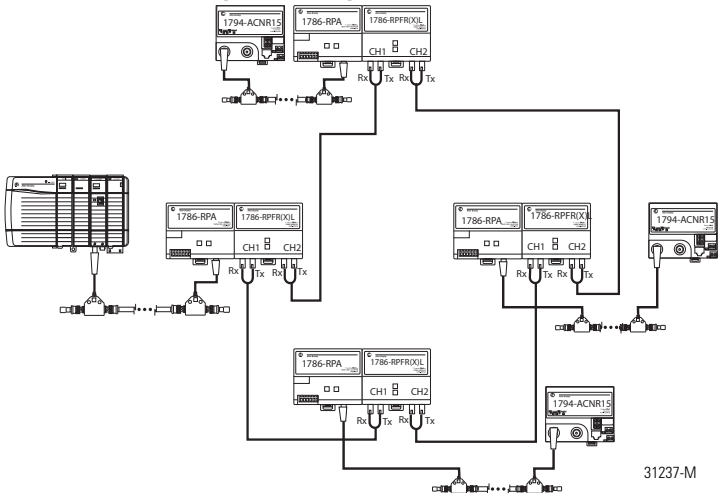 1794-ACNR15
1786-RPA
1786-RPFR(X)L
CH1
CH2
Rx
Tx
Rx
Tx
1786-RPA
1786-RPFR(X)L
CH1
CH2
Rx
Tx
Rx
Tx
1786-RPA
1786-RPFR(X)L
CH1
CH2
Rx
Tx
Rx
Tx
1794-ACNR15
1786-RPA
1786-RPFR(X)L
CH1
CH2
Rx
Tx
Rx
Tx
1794-ACNR15
31237-M